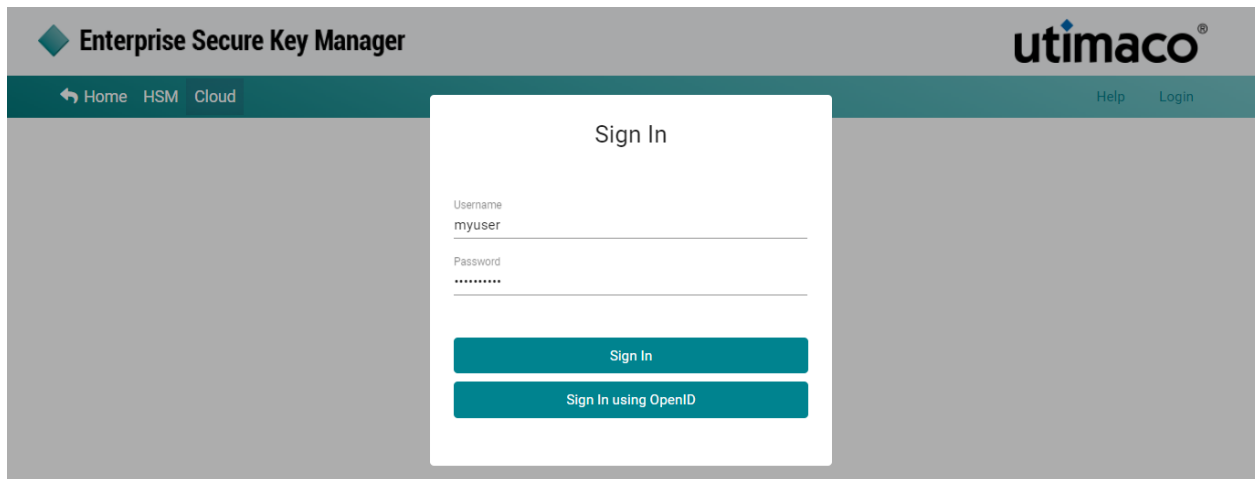 Enterprise Secure Key Manager
utimaco®
Home HSM Cloud
Help Login
Sign In
Username
myuser
Password
••••••••••
Sign In
Sign In using OpenID